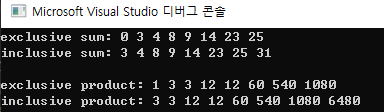 Microsoft Visual Studio 디버그 콘솔
exclusive sum: 0 3 4 8 9 14 23 25
inclusive sum: 3 4 8 9 14 23 25 31
exclusive product: 1 3 3 12 12 60 540 1080
inclusive product: 3 3 12 12 60 540 1080 6480